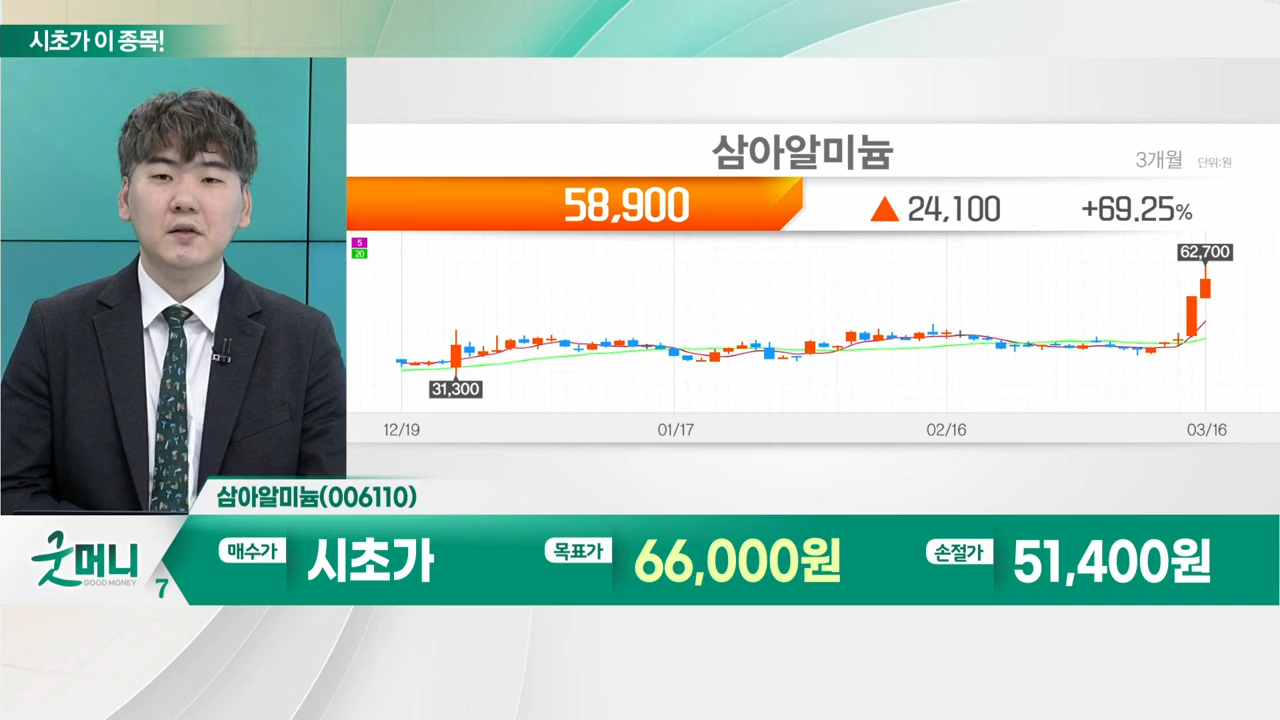 시초가 이 종목!
삼아알미늄
3개월 단위:원
58,900 ▲ 24,100 +69.25%
5
20
62,700
31,300
12/19 01/17 02/16 03/16
삼아알미늄(006110)
굿머니 GOOD MONEY 7
매수가 시초가 목표가 66,000원 손절가 51,400원